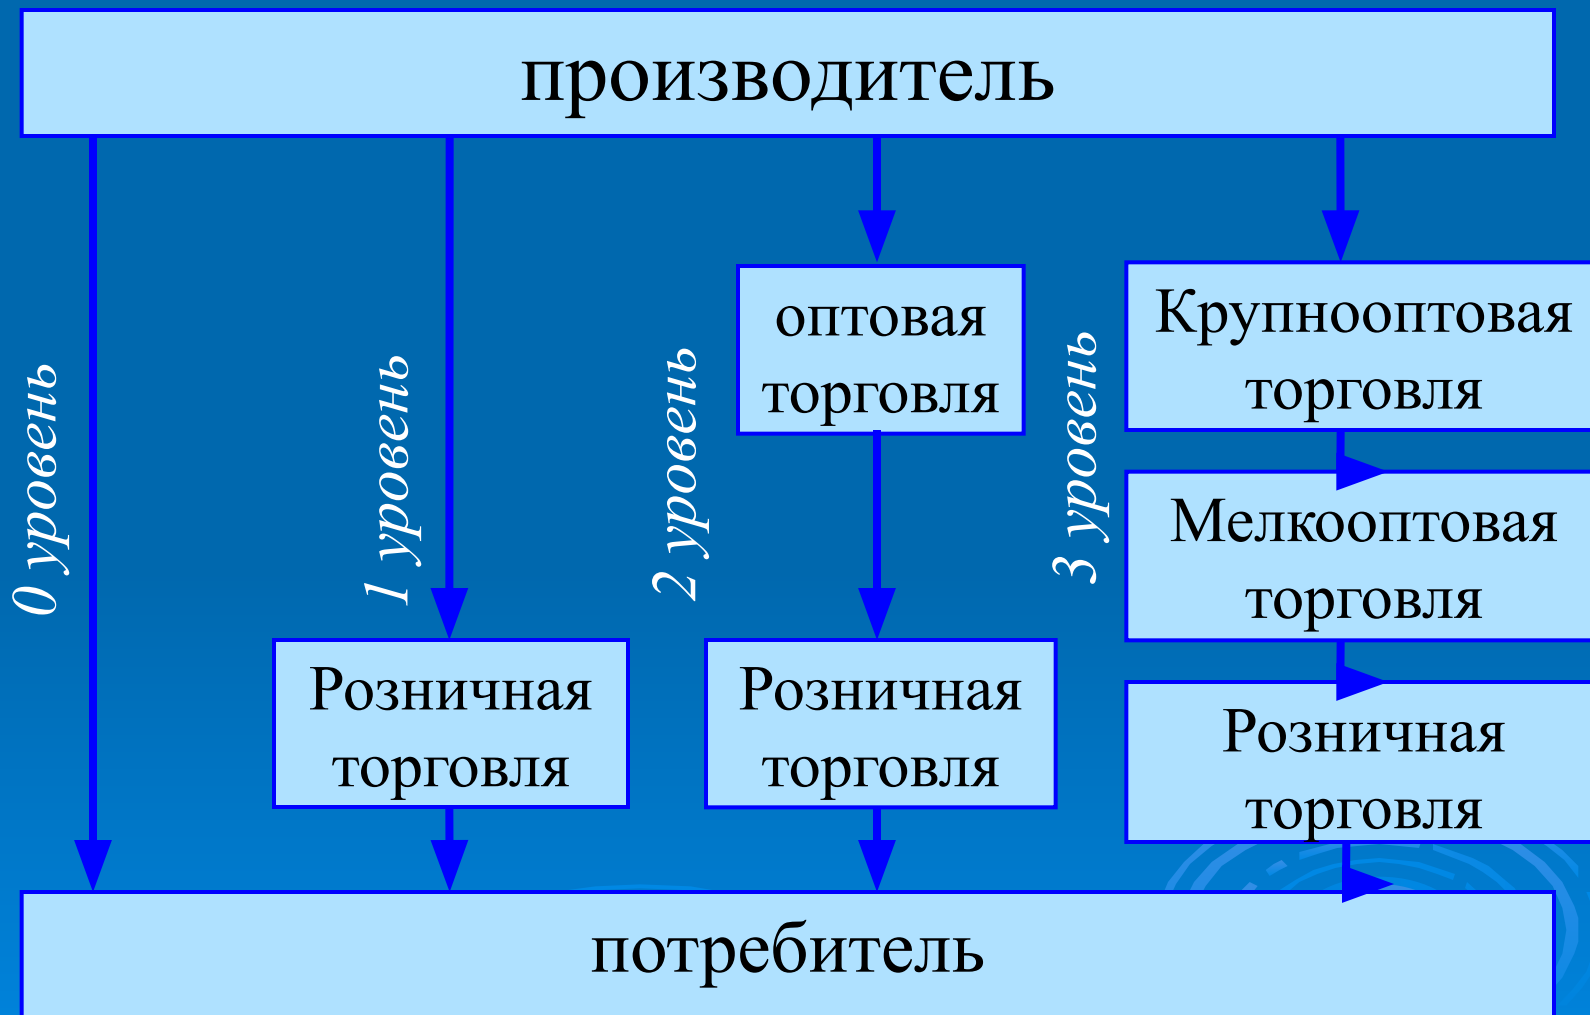 производитель
0 уровень
1 уровень
Розничная
торговля
2 уровень
оптовая
торговля
Розничная
торговля
3 уровень
Крупнооптовая
торговля
Мелкооптовая
торговля
Розничная
торговля
потребитель